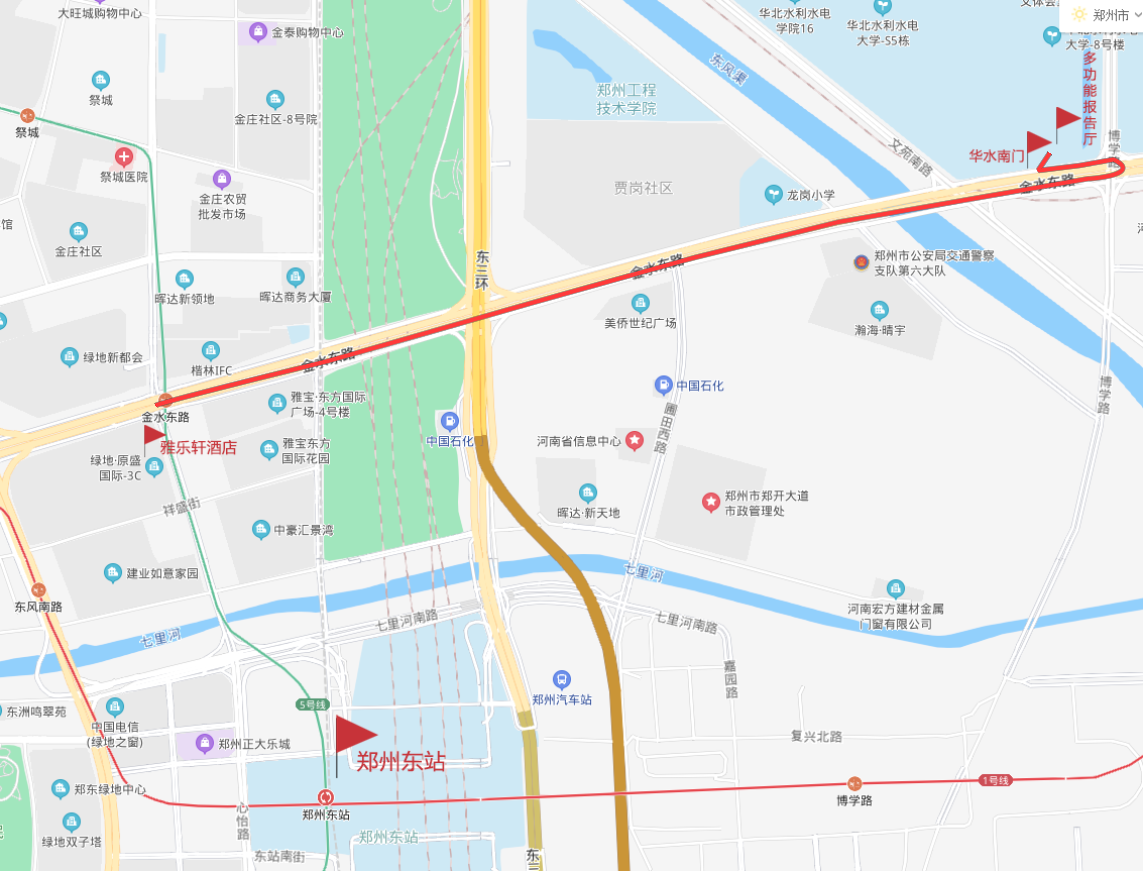 大旺城购物中心
金泰购物中心
华北水利水电
学院16
华北水利水电
大学-S5栋
郑州市
大学-8号楼
多功能报告厅
东风渠
郑州工程
技术学院
祭城
金庄社区-8号院
祭城
祭城医院
金庄农贸
批发市场
文苑南路
博学路
华水南门
金水东路
贾岗社区
龙岗小学
馆
金庄社区
东三环
金水东路
郑州市公安局交通警察
支队第六大队
晖达新领地
晖达商务大厦
美侨世纪广场
瀚海·晴宇
绿地新都会
楷林IFC
金水东路
金水东路
雅宝·东方国际
广场-4号楼
中国石化
博学路
圃田西路
雅乐轩酒店
中国石化
河南省信息中心
绿地·原盛
国际-3C
雅宝东方
国际花园
祥盛街
晖达·新天地
郑州市郑开大道
市政管理处
中豪汇景湾
建业如意家园
七里河
东风南路
河南宏方建材金属
门窗有限公司
七里河
七里河南路
七里河南路
嘉园路
郑州汽车站
5号线
东洲鸣翠苑
中国电信
(绿地之窗)
郑州正大乐城
郑州东站
复兴北路
1号线
郑东绿地中心
郑州东站
博学路
心怡路
绿地双子塔
郑州东站
东站南街
东三